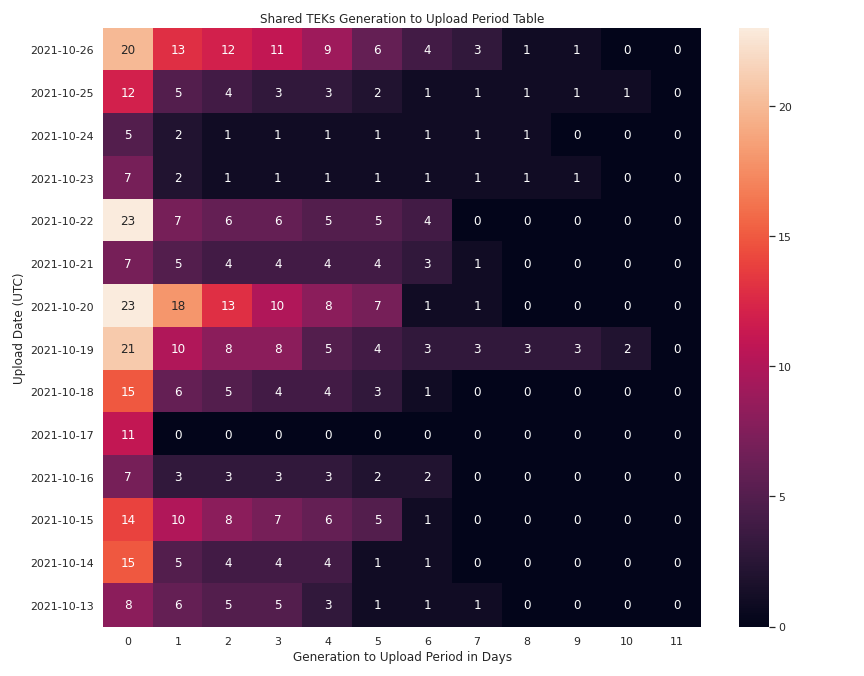 Shared TEKs Generation to Upload Period Table
2021-10-26 20 13 12 11 9 6 4 3 1 1 0 0
2021-10-25 12 5 4 3 3 2 1 1 1 1 1 0
2021-10-24 5 2 1 1 1 1 1 1 1 0 0 0
2021-10-23 7 2 1 1 1 1 1 1 1 1 0 0
2021-10-22 23 7 6 6 5 5 4 0 0 0 0 0
2021-10-21 7 5 4 4 4 4 3 1 0 0 0 0
2021-10-20 23 18 13 10 8 7 1 1 0 0 0 0
2021-10-19 21 10 8 8 5 4 3 3 3 3 2 0
2021-10-18 15 6 5 4 4 3 1 0 0 0 0 0
2021-10-17 11 0 0 0 0 0 0 0 0 0 0 0
2021-10-16 7 3 3 3 3 2 2 0 0 0 0 0
2021-10-15 14 10 8 7 6 5 1 0 0 0 0 0
2021-10-14 15 5 4 4 4 1 1 0 0 0 0 0
2021-10-13 8 6 5 5 3 1 1 1 0 0 0 0
0 1 2 3 4 5 6 7 8 9 10 11
Generation to Upload Period in Days
Upload Date (UTC)
20
15
10
5
0